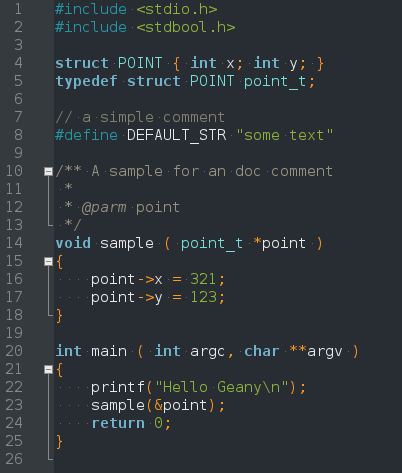 1 #include <stdio.h>
2 #include <stdbool.h>
3
4 struct POINT { int x; int y; }
5 typedef struct POINT point_t;
6
7 // a simple comment
8 #define DEFAULT_STR "some text"
9
10 /** A sample for an doc comment
11  *
12  * @parm point
13  */
14 void sample ( point_t *point )
15 {
16     point->x = 321;
17     point->y = 123;
18 }
19
20 int main ( int argc, char **argv )
21 {
22     printf("Hello Geany\n");
23     sample(&point);
24     return 0;
25 }
26